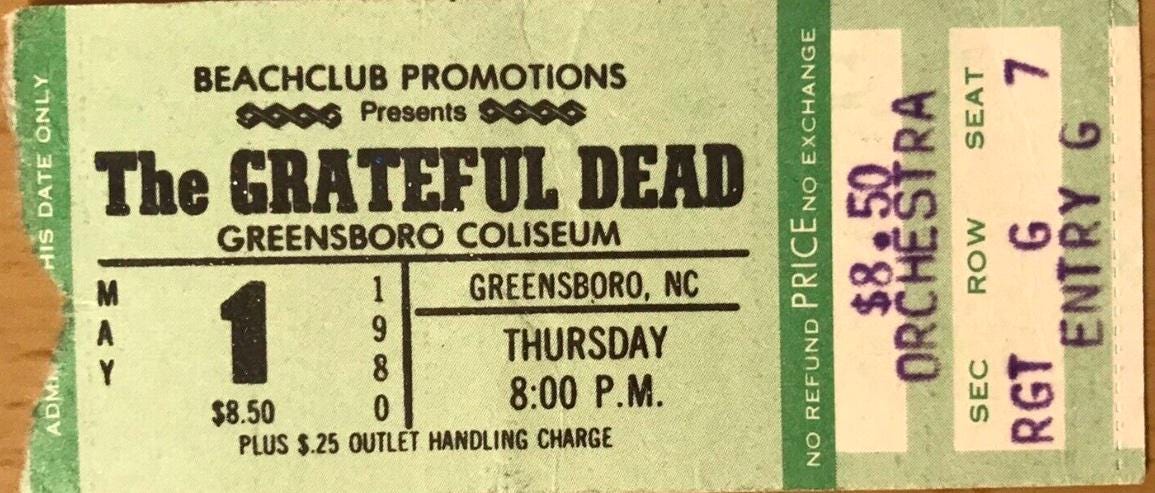 HIS DATE ONLY
BEACHCLUB PROMOTIONS
Presents
The GRATEFUL DEAD
GREENSBORO COLISEUM
MAY
1
1980
$8.50
GREENSBORO, NC
THURSDAY
8:00 P.M.
PLUS $.25 OUTLET HANDLING CHARGE
NO REFUND PRICE NO EXCHANGE
$8.50
ORCHESTRA
SEC ROW SEAT
RGT G 7
ENTRY G